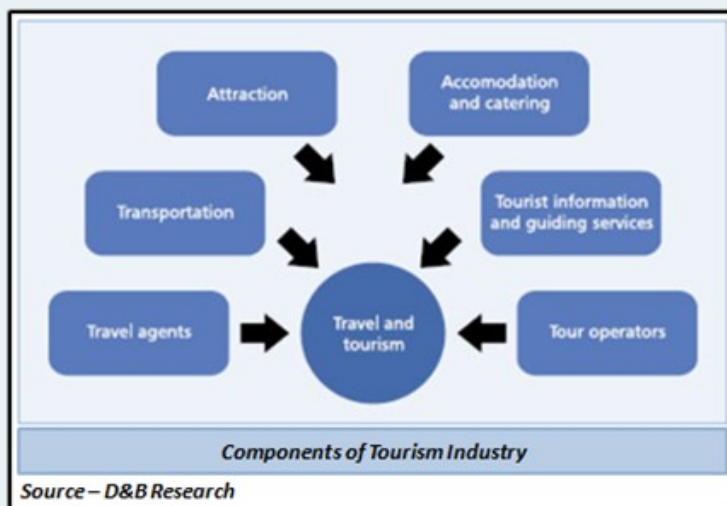 Attraction
Accomodation
and catering
Transportation
Tourist information
and guiding services
Travel agents
Travel and
tourism
Tour operators
Components of Tourism Industry
Source – D&B Research